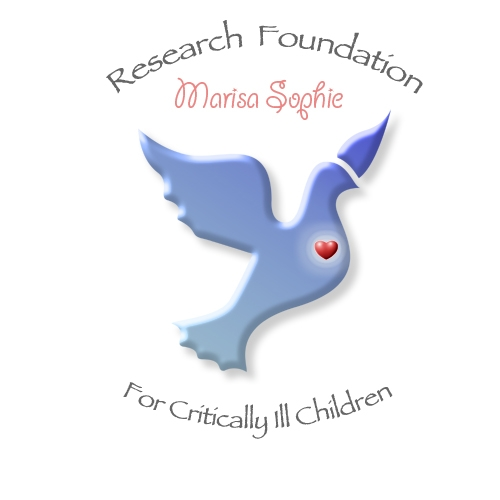 Research Foundation
Marisa Sophie
For Critically Ill Children